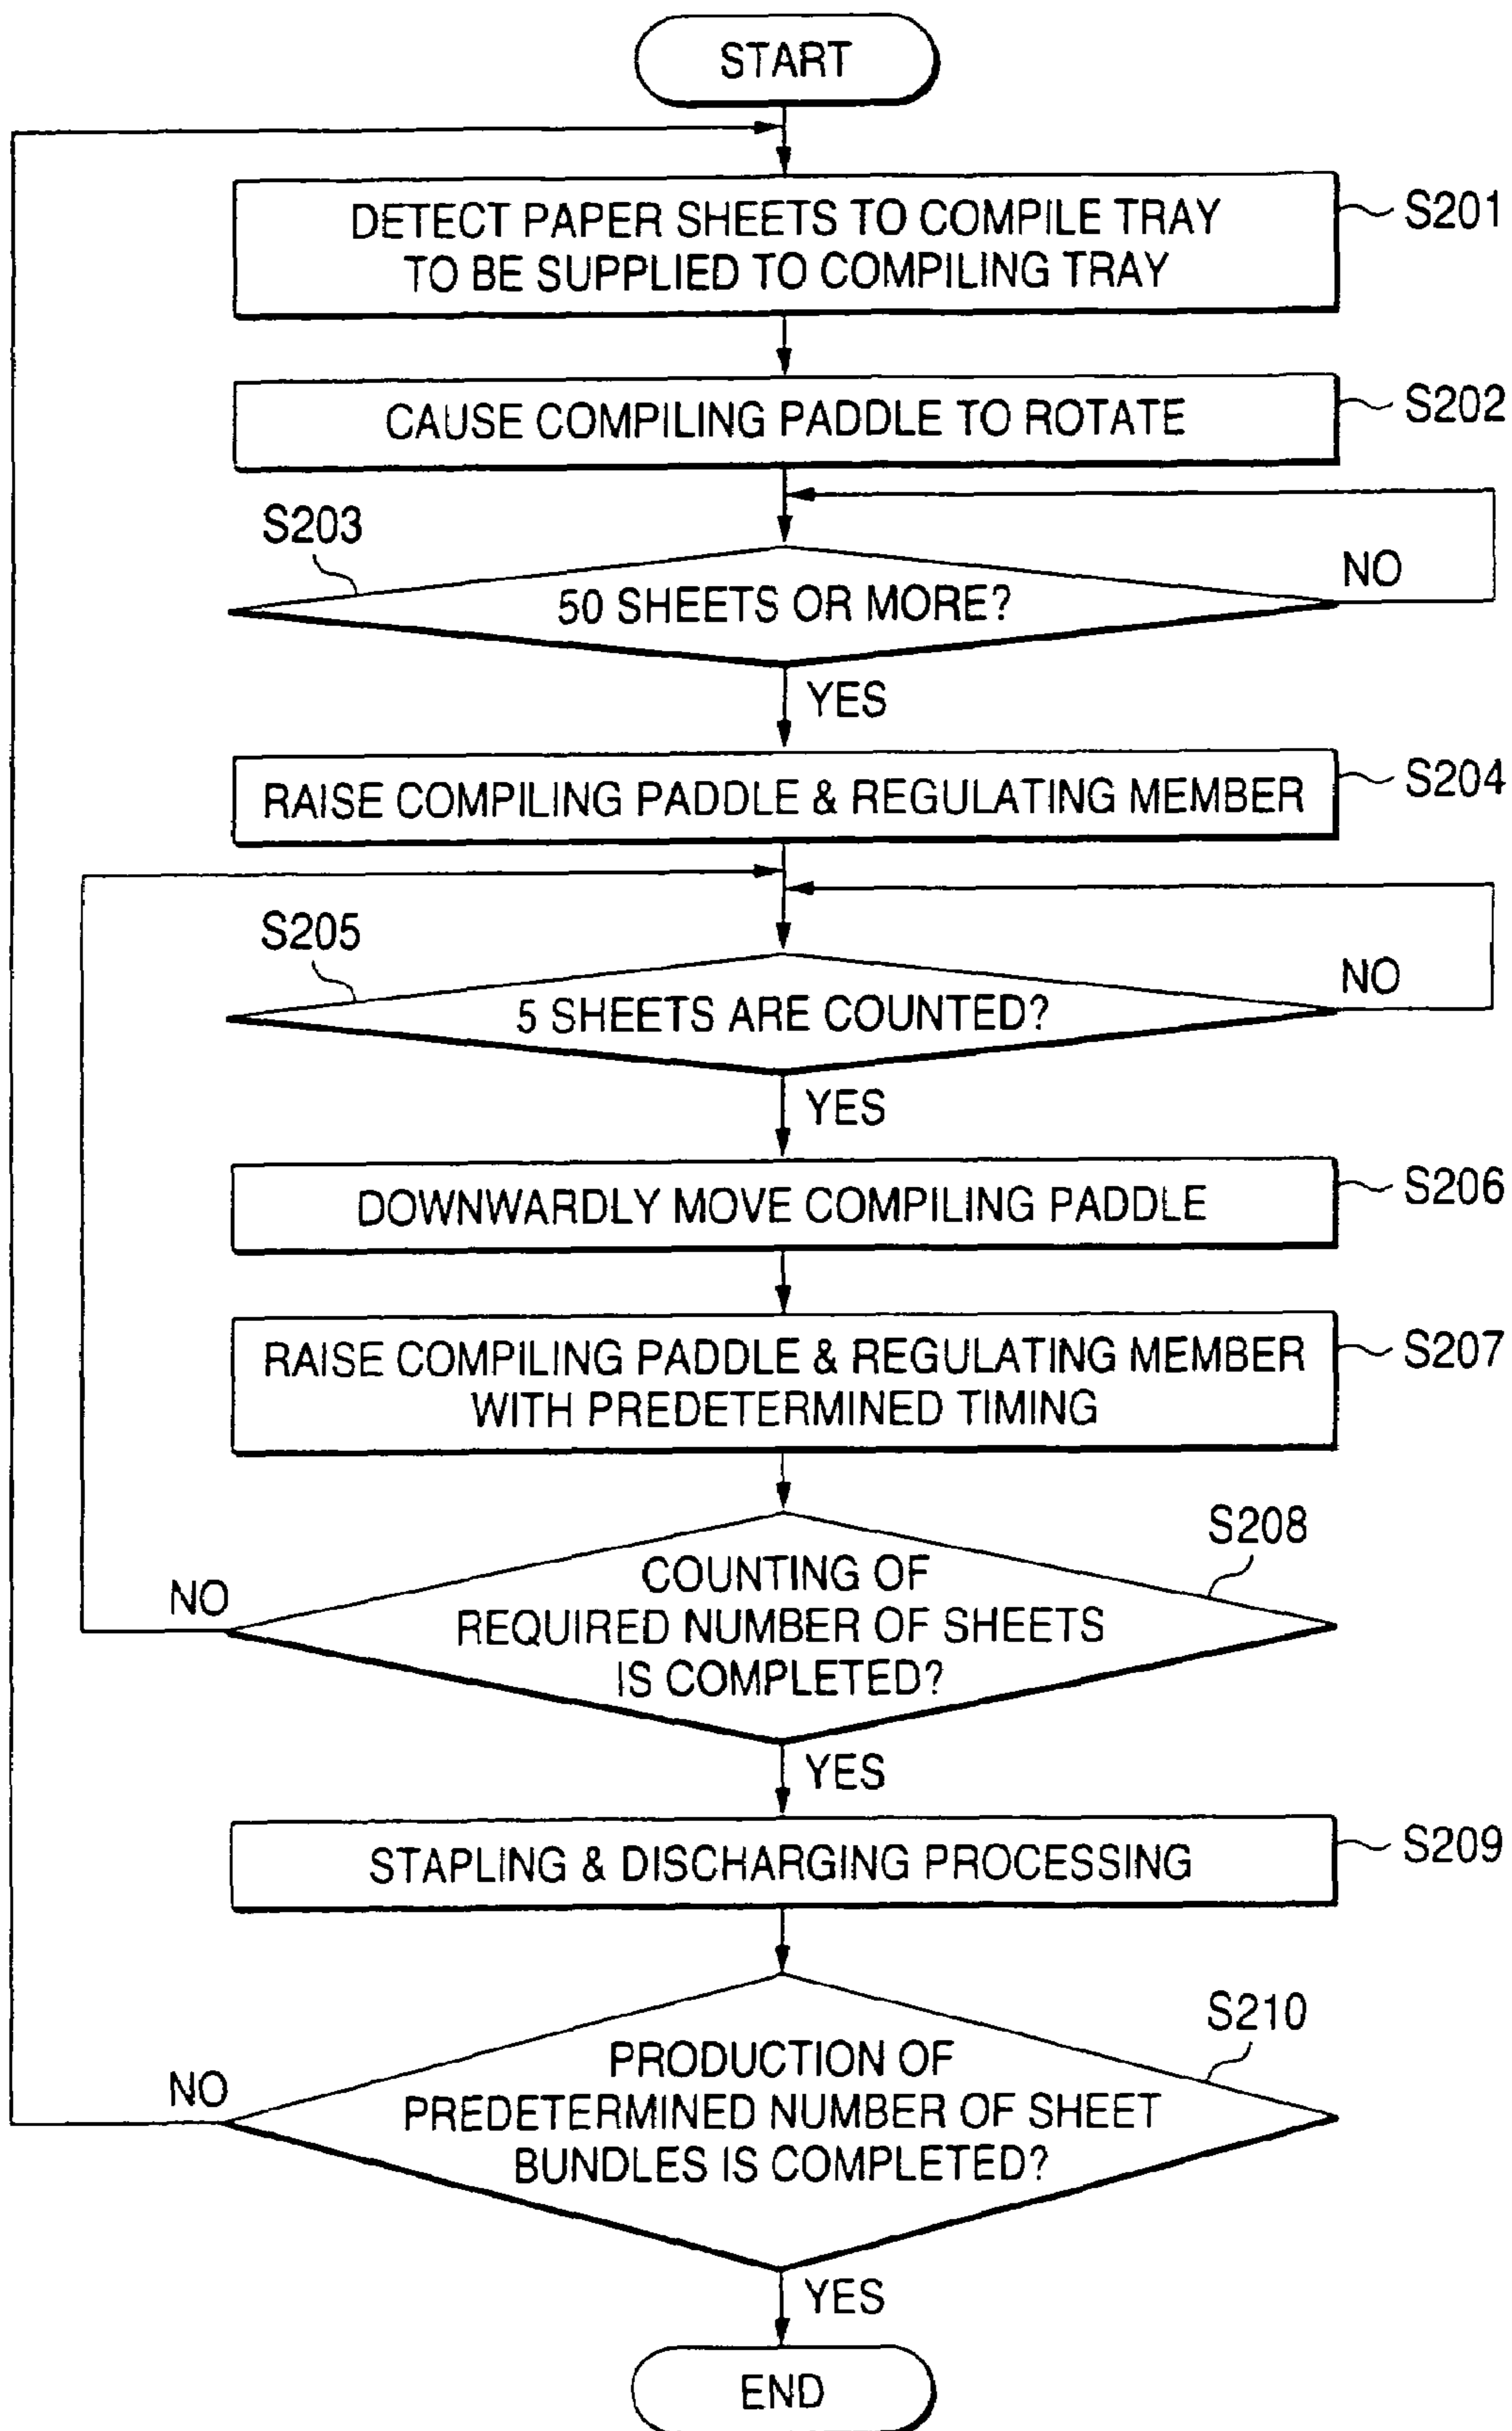 START
DETECT PAPER SHEETS TO COMPILE TRAY
TO BE SUPPLIED TO COMPILING TRAY
S201
CAUSE COMPILING PADDLE TO ROTATE
S202
S203
50 SHEETS OR MORE?
NO
YES
RAISE COMPILING PADDLE & REGULATING MEMBER
S204
S205
5 SHEETS ARE COUNTED?
NO
YES
DOWNWARDLY MOVE COMPILING PADDLE
S206
RAISE COMPILING PADDLE & REGULATING MEMBER
WITH PREDETERMINED TIMING
S207
S208
COUNTING OF
REQUIRED NUMBER OF SHEETS
IS COMPLETED?
NO
YES
STAPLING & DISCHARGING PROCESSING
S209
S210
PRODUCTION OF
PREDETERMINED NUMBER OF SHEET
BUNDLES IS COMPLETED?
NO
YES
END